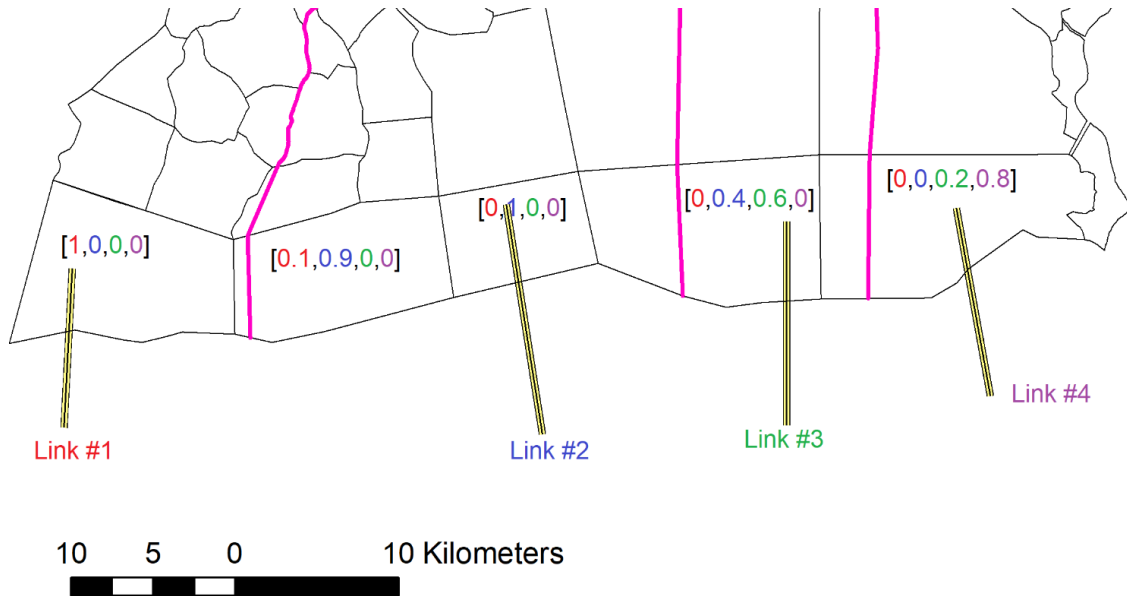 [0,0,0.2,0.8]
[0,1,0,0]
[0,0.4,0.6,0]
[1,0,0,0]
[0.1,0.9,0,0]
Link #4
Link #1
Link #2
Link #3
10 5 0 10 Kilometers